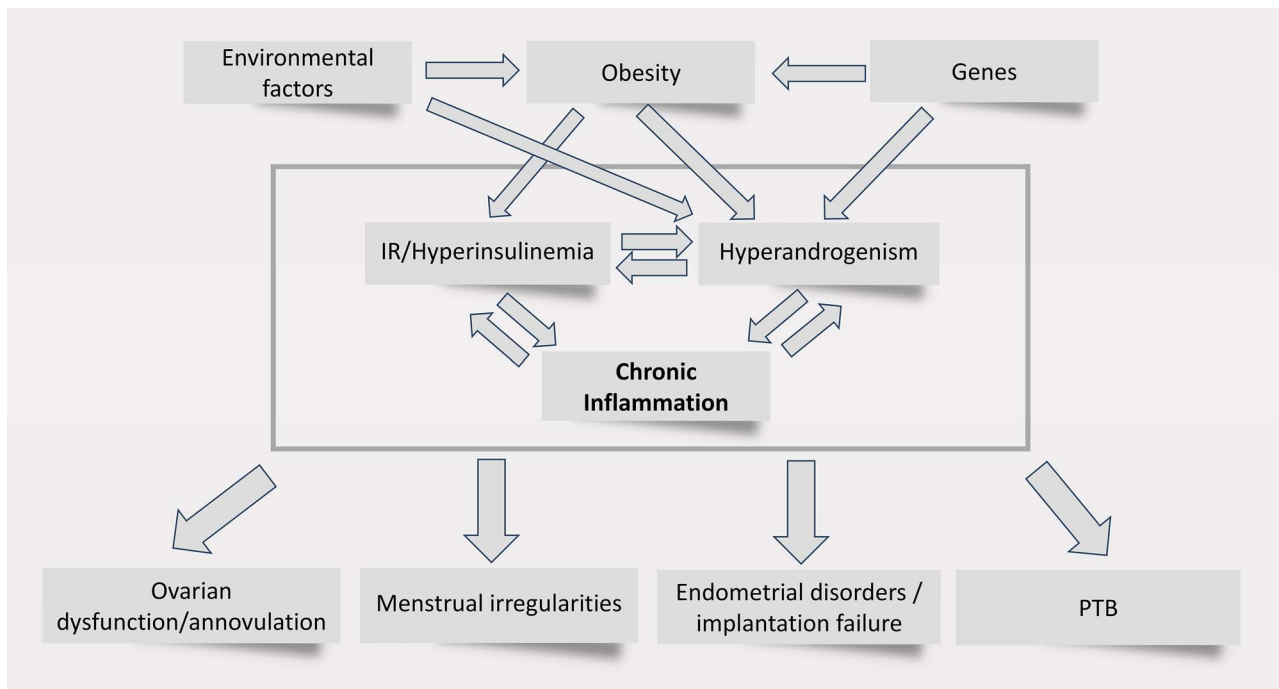 Environmental
factors
Obesity
Genes
IR/Hyperinsulinemia
Hyperandrogenism
Chronic
Inflammation
Ovarian
dysfunction/annovulation
Menstrual irregularities
Endometrial disorders /
implantation failure
PTB